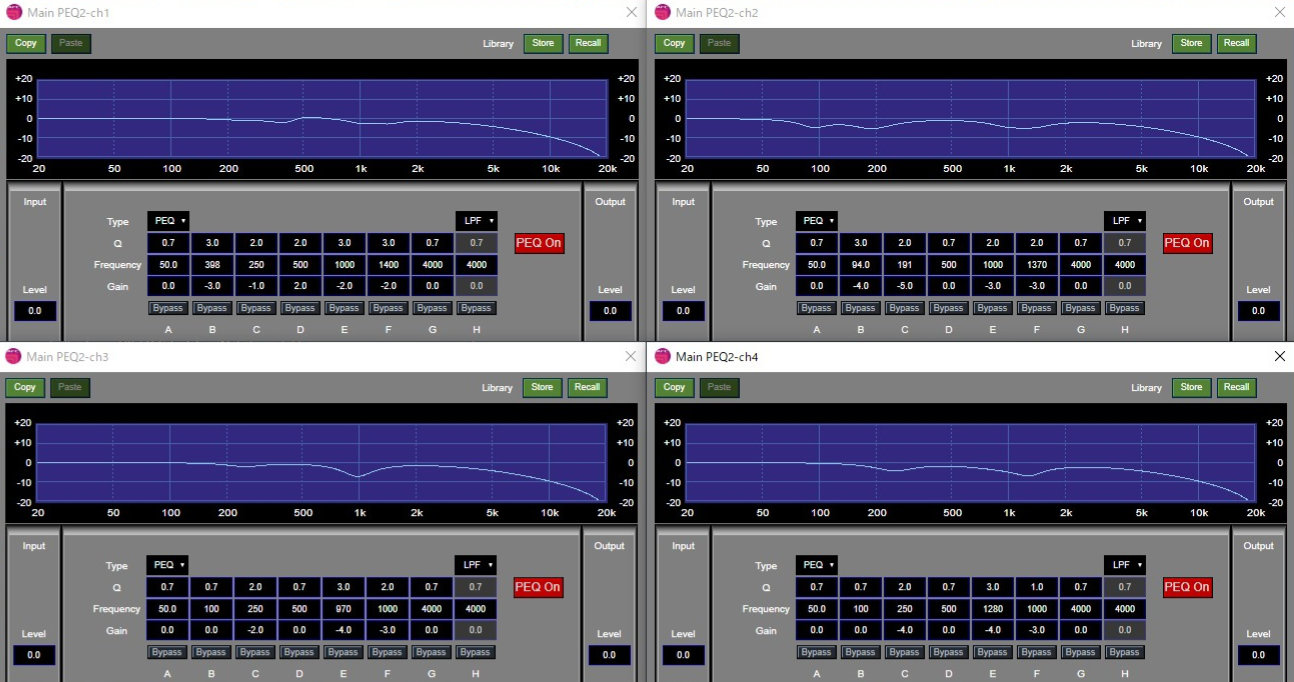 Main PEQ2-ch1
Copy Paste Library Store Recall
+20 +20
+10 +10
0 0
-10 -10
-20 -20
20 50 100 200 500 1k 2k 5k 10k 20k
Input Output
Type PEQ LPF
Q 0.7 3.0 2.0 2.0 3.0 3.0 0.7 0.7 PEQ On
Frequency 50.0 398 250 500 1000 1400 4000 4000
Level Gain 0.0 -3.0 -1.0 2.0 -2.0 -2.0 0.0 0.0 Level
0.0 Bypass Bypass Bypass Bypass Bypass Bypass Bypass Bypass 0.0
A B C D E F G H
Main PEQ2-ch2
Copy Paste Library Store Recall
+20 +20
+10 +10
0 0
-10 -10
-20 -20
20 50 100 200 500 1k 2k 5k 10k 20k
Input Output
Type PEQ LPF
Q 0.7 3.0 2.0 0.7 2.0 2.0 0.7 0.7 PEQ On
Frequency 50.0 94.0 191 500 1000 1370 4000 4000
Level Gain 0.0 -4.0 -5.0 0.0 -3.0 -3.0 0.0 0.0 Level
0.0 Bypass Bypass Bypass Bypass Bypass Bypass Bypass Bypass 0.0
A B C D E F G H
Main PEQ2-ch3
Copy Paste Library Store Recall
+20 +20
+10 +10
0 0
-10 -10
-20 -20
20 50 100 200 500 1k 2k 5k 10k 20k
Input Output
Type PEQ LPF
Q 0.7 0.7 2.0 0.7 3.0 2.0 0.7 0.7 PEQ On
Frequency 50.0 100 250 500 970 1000 4000 4000
Level Gain 0.0 0.0 -2.0 0.0 -4.0 -3.0 0.0 0.0 Level
0.0 Bypass Bypass Bypass Bypass Bypass Bypass Bypass Bypass 0.0
A B C D E F G H
Main PEQ2-ch4
Copy Paste Library Store Recall
+20 +20
+10 +10
0 0
-10 -10
-20 -20
20 50 100 200 500 1k 2k 5k 10k 20k
Input Output
Type PEQ LPF
Q 0.7 0.7 2.0 0.7 3.0 1.0 0.7 0.7 PEQ On
Frequency 50.0 100 250 500 1280 1000 4000 4000
Level Gain 0.0 0.0 -4.0 0.0 -4.0 -3.0 0.0 0.0 Level
0.0 Bypass Bypass Bypass Bypass Bypass Bypass Bypass Bypass 0.0
A B C D E F G H